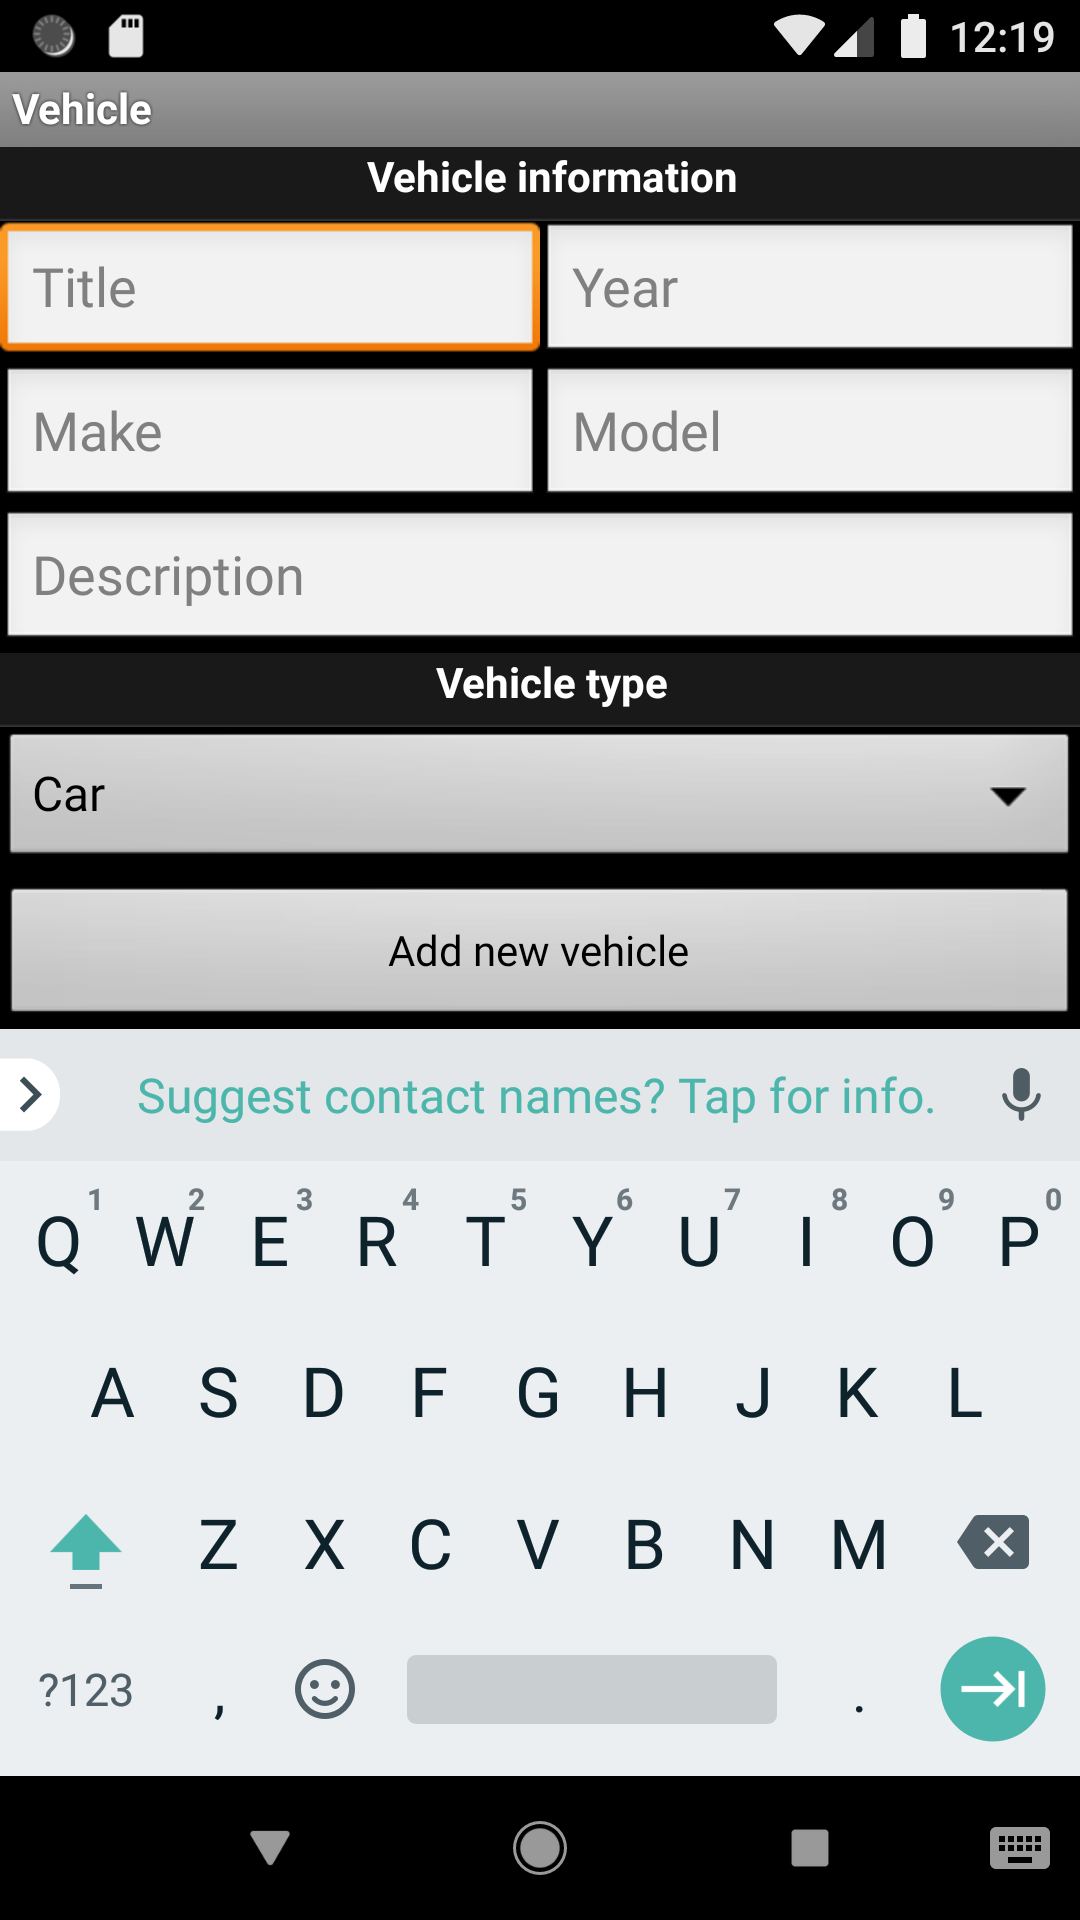 12:19
Vehicle
Vehicle information
Title Year
Make Model
Description
Vehicle type
Car
Add new vehicle
Suggest contact names? Tap for info.
1 2 3 4 5 6 7 8 9 0
Q W E R T Y U I O P
A S D F G H J K L
Z X C V B N M
?123 , .